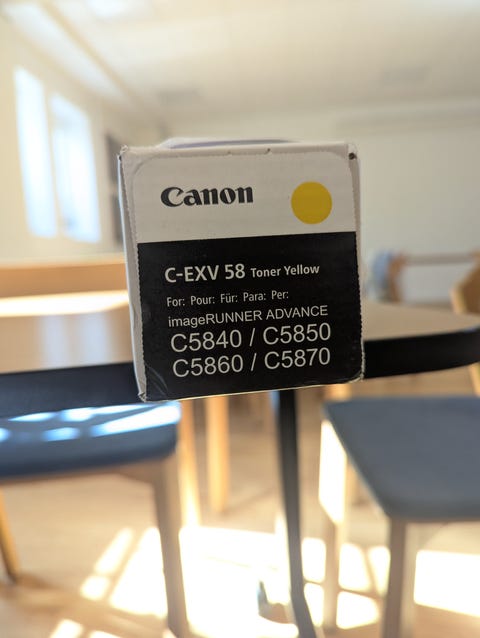 Canon
C-EXV 58 Toner Yellow
For: Pour: Für: Para: Per:
imageRUNNER ADVANCE
C5840 / C5850
C5860 / C5870